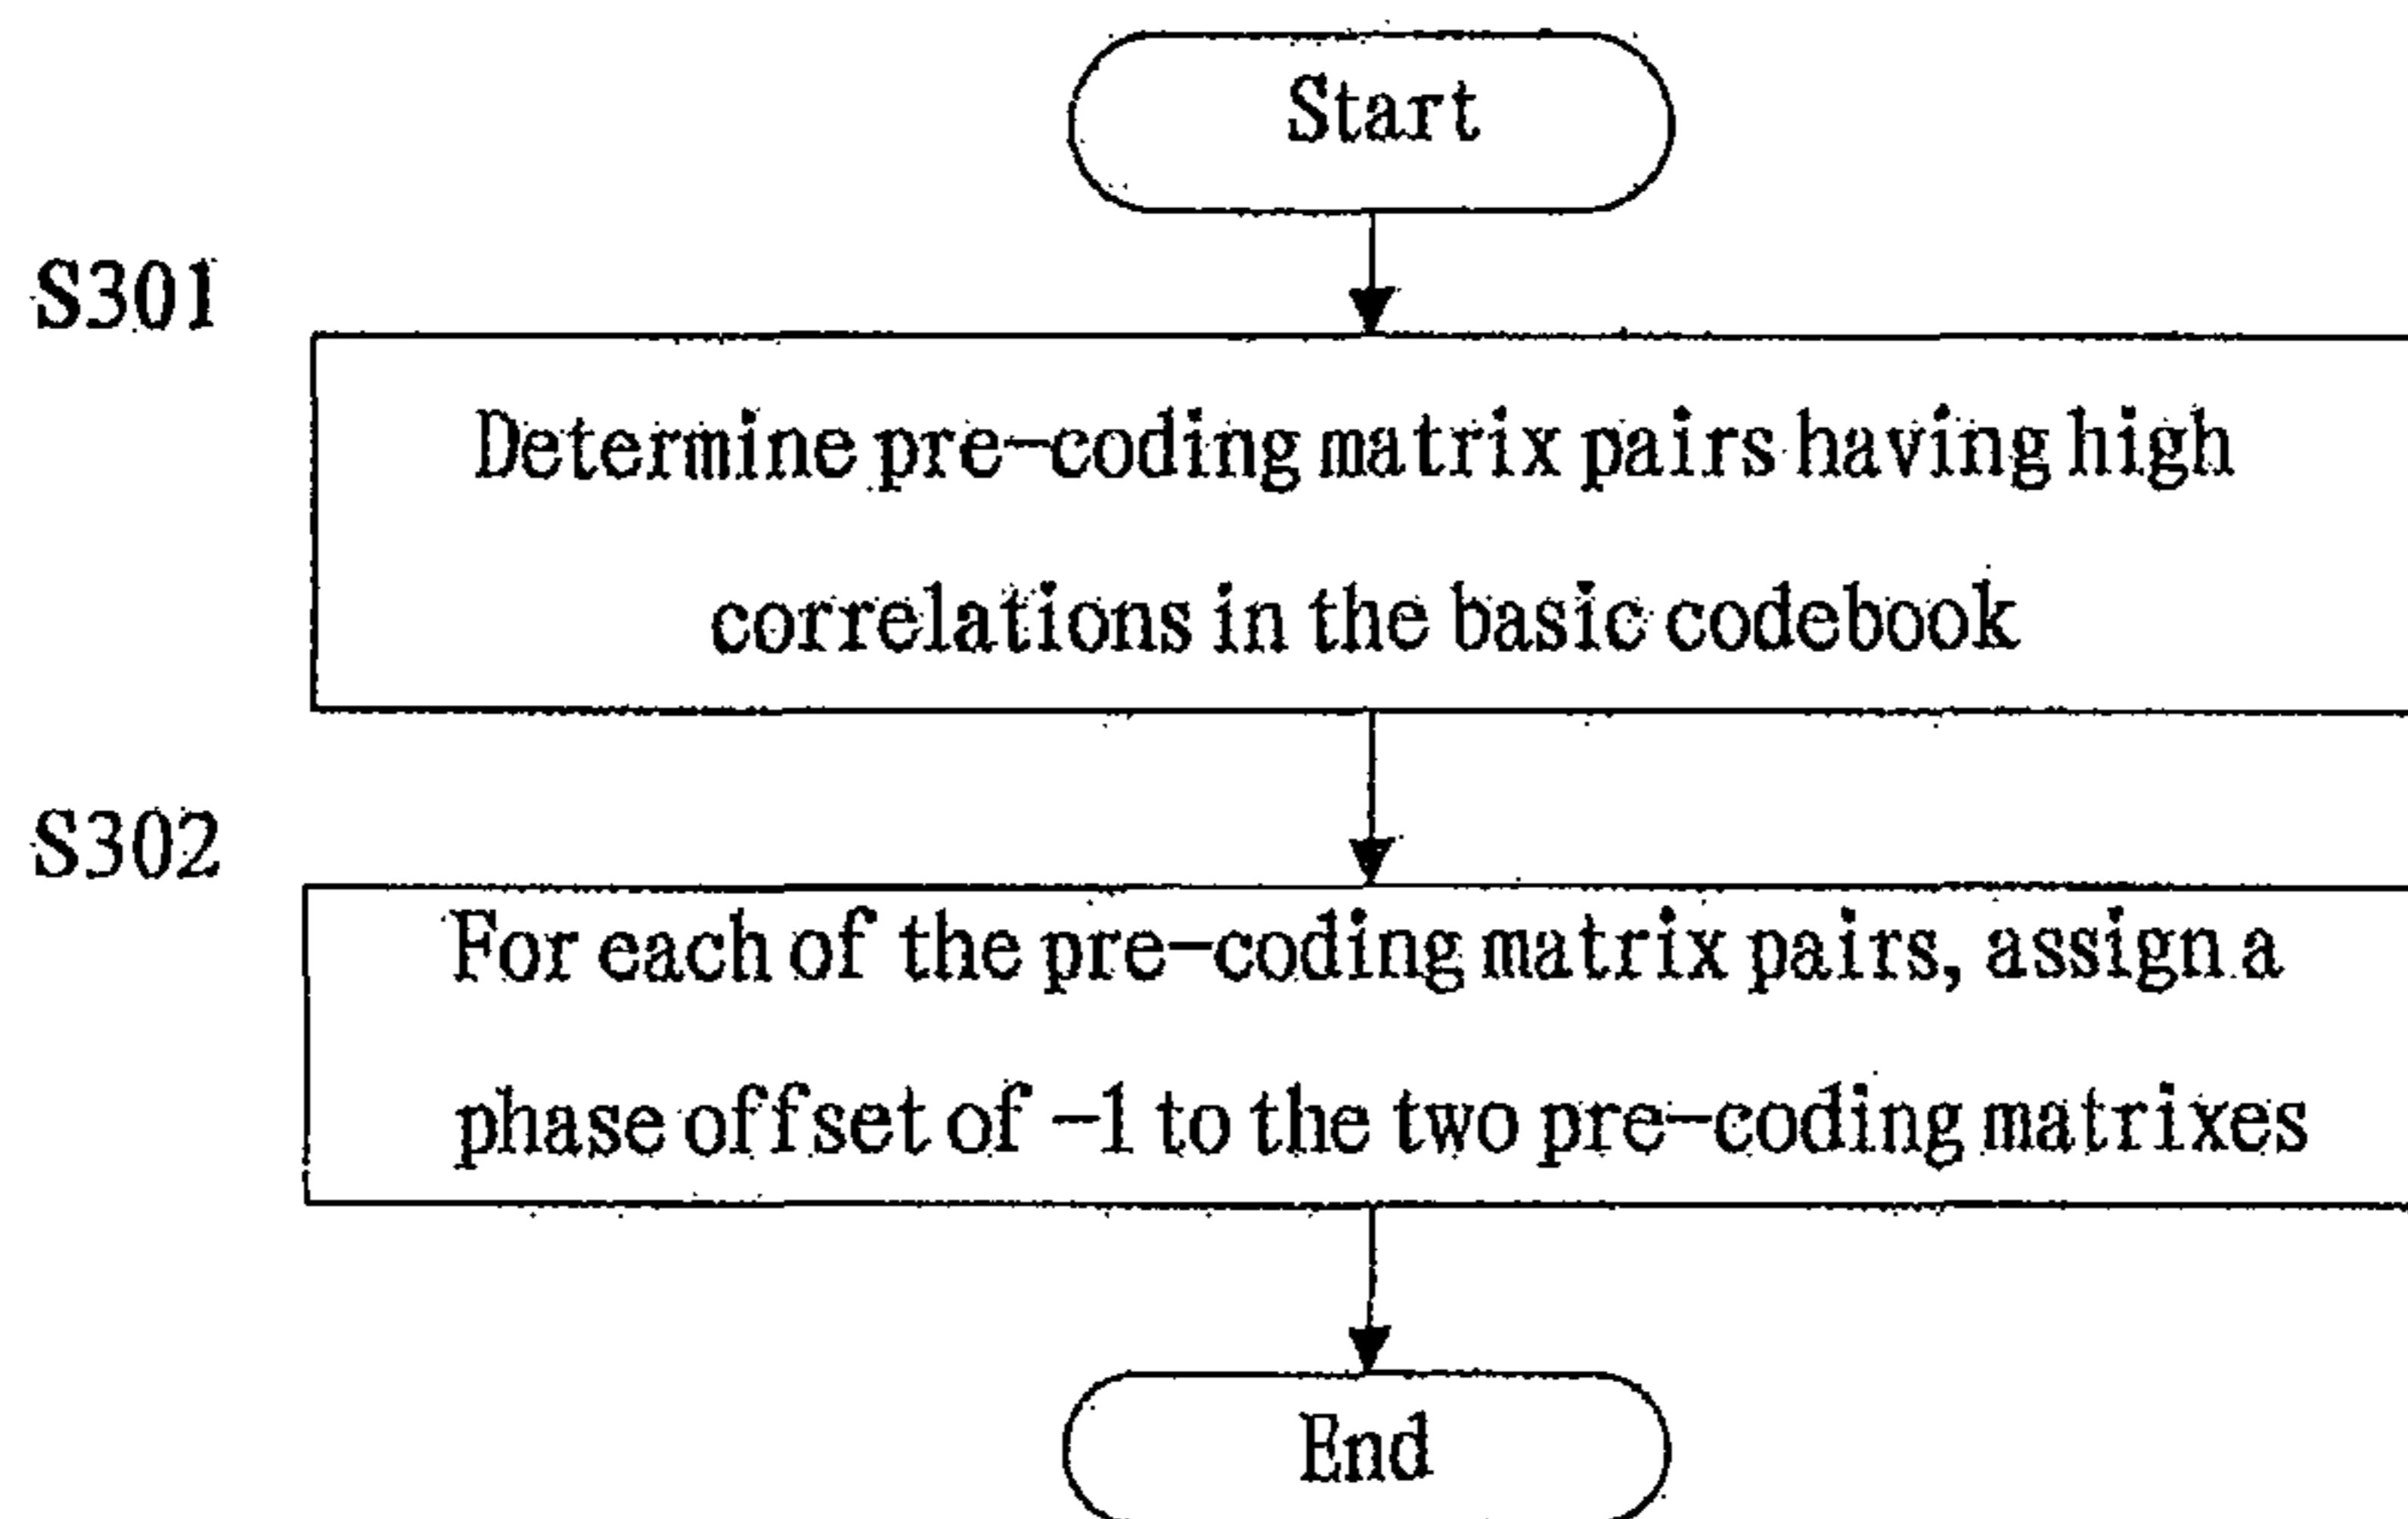 Start
S301
Determine pre-coding matrix pairs having high
correlations in the basic codebook
S302
For each of the pre-coding matrix pairs, assign a
phase offset of -1 to the two pre-coding matrixes
End